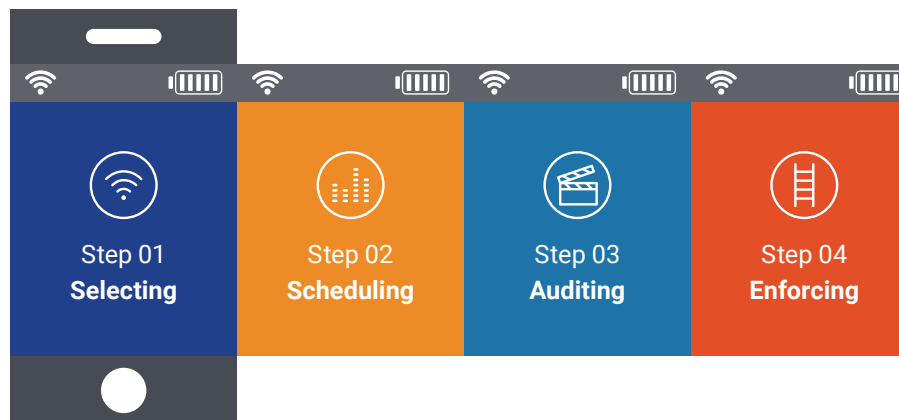 Step 01
Selecting
Step 02
Scheduling
Step 03
Auditing
Step 04
Enforcing